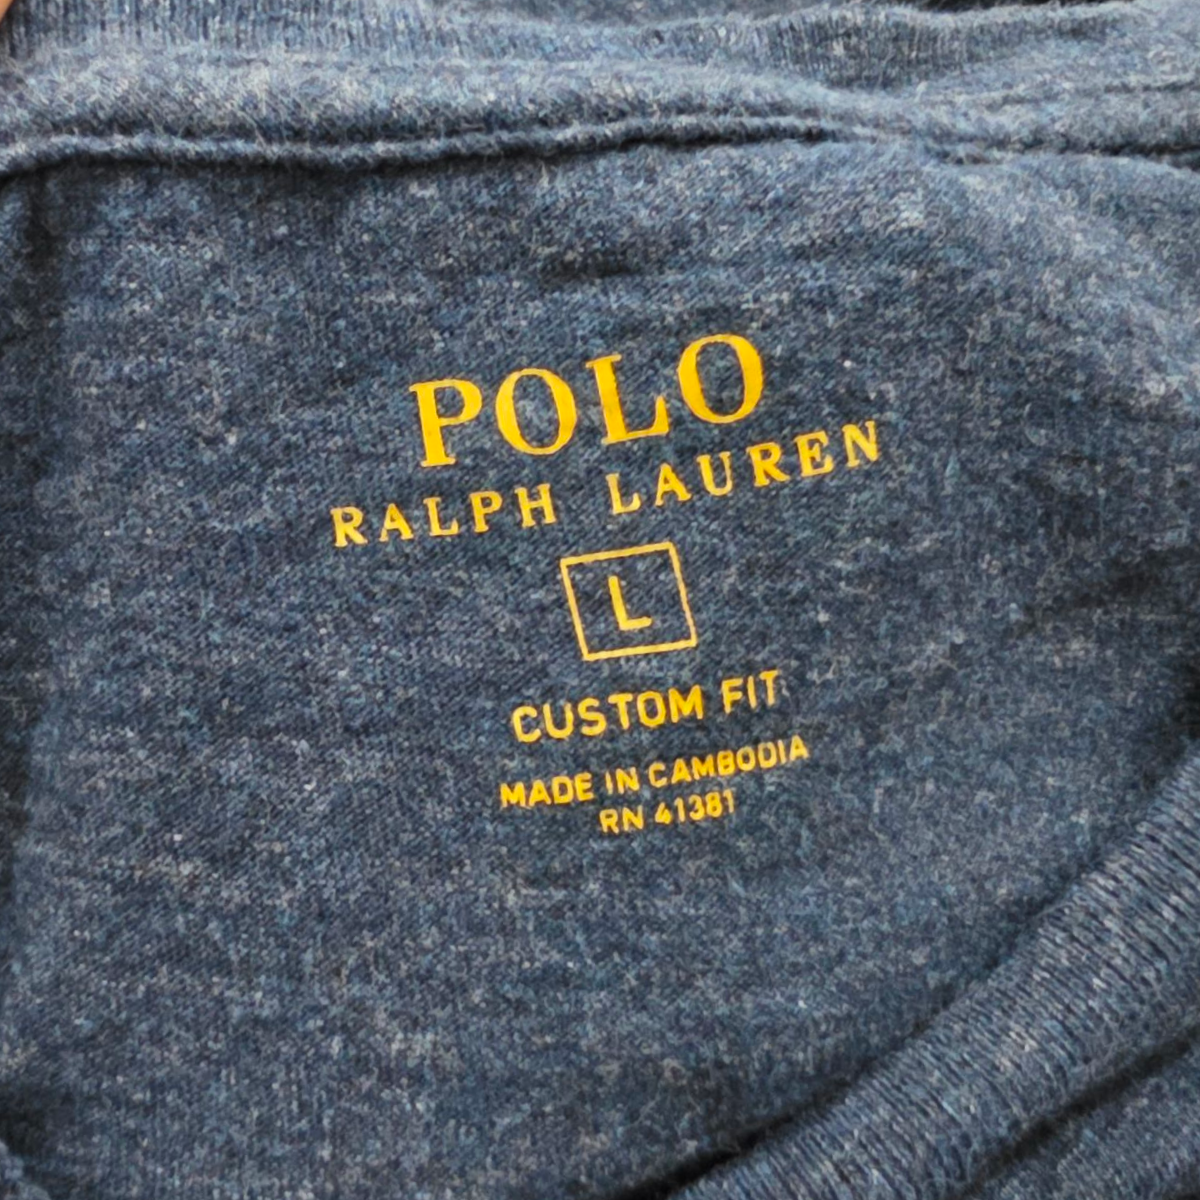 POLO
RALPH LAUREN
L
CUSTOM FIT
MADE IN CAMBODIA
RN 41381